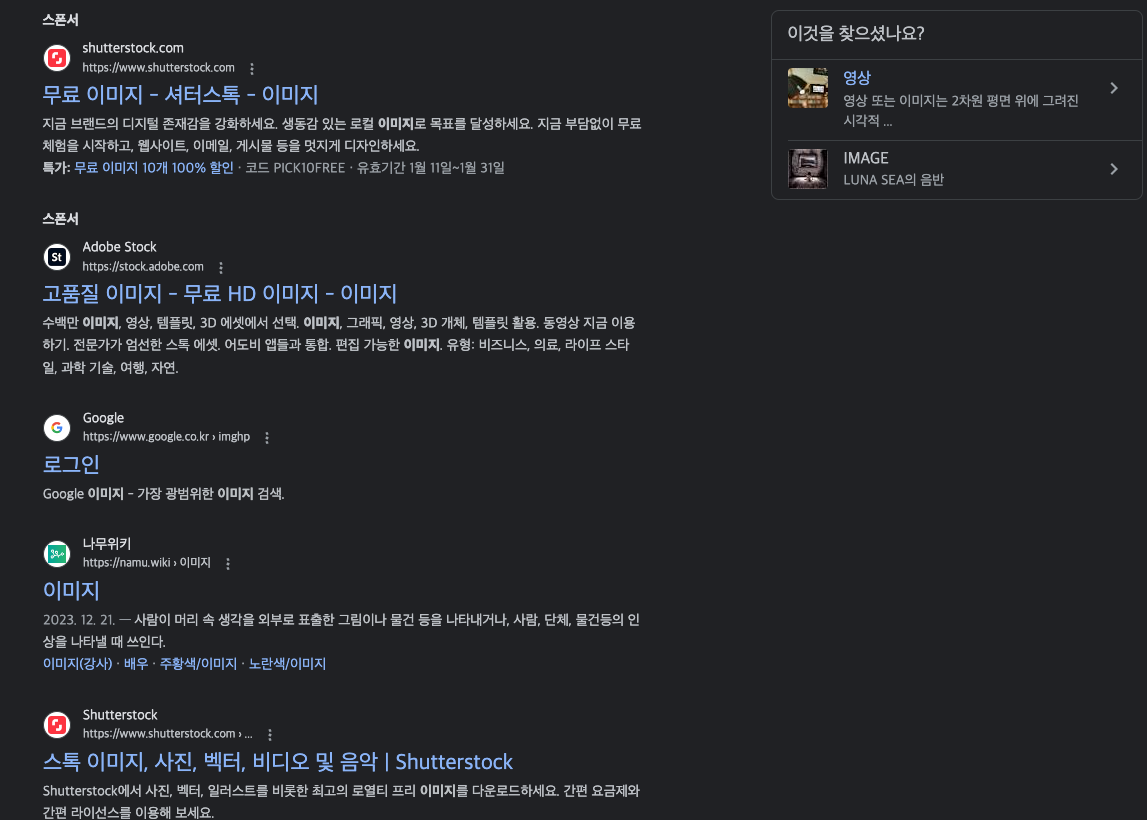 스폰서
shutterstock.com
https://www.shutterstock.com
무료 이미지 - 셔터스톡 - 이미지
지금 브랜드의 디지털 존재감을 강화하세요. 생동감 있는 로컬 이미지로 목표를 달성하세요. 지금 부담없이 무료
체험을 시작하고, 웹사이트, 이메일, 게시물 등을 멋지게 디자인하세요.
특가: 무료 이미지 10개 100% 할인 · 코드 PICK10FREE · 유효기간 1월 11일~1월 31일
스폰서
St
Adobe Stock
https://stock.adobe.com
고품질 이미지 - 무료 HD 이미지 - 이미지
수백만 이미지, 영상, 템플릿, 3D 에셋에서 선택. 이미지, 그래픽, 영상, 3D 개체, 템플릿 활용. 동영상 지금 이용
하기. 전문가가 엄선한 스톡 에셋. 어도비 앱들과 통합. 편집 가능한 이미지. 유형: 비즈니스, 의료, 라이프 스타
일, 과학 기술, 여행, 자연.
G
Google
https://www.google.co.kr › imghp
로그인
Google 이미지 - 가장 광범위한 이미지 검색.
나무위키
https://namu.wiki › 이미지
이미지
2023. 12. 21. — 사람이 머리 속 생각을 외부로 표출한 그림이나 물건 등을 나타내거나, 사람, 단체, 물건등의 인
상을 나타낼 때 쓰인다.
이미지(강사) · 배우 · 주황색/이미지 · 노란색/이미지
Shutterstock
https://www.shutterstock.com › ...
스톡 이미지, 사진, 벡터, 비디오 및 음악 | Shutterstock
Shutterstock에서 사진, 벡터, 일러스트를 비롯한 최고의 로열티 프리 이미지를 다운로드하세요. 간편 요금제와
간편 라이선스를 이용해 보세요.
이것을 찾으셨나요?
영상
영상 또는 이미지는 2차원 평면 위에 그려진
시각적 ...
IMAGE
LUNA SEA의 음반